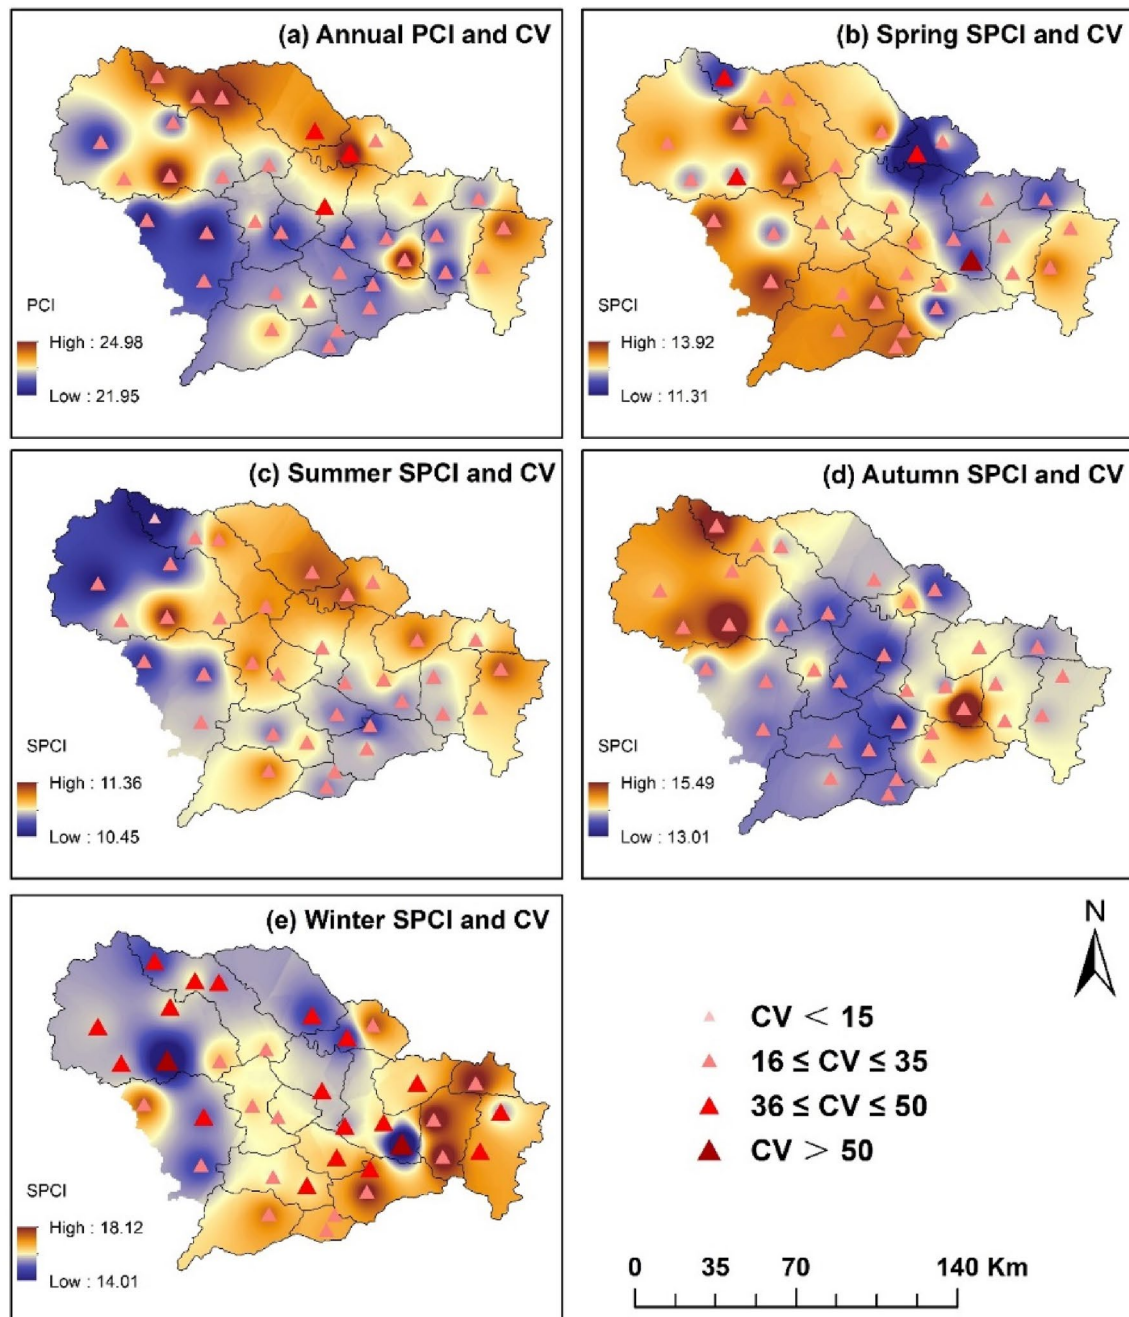 (a) Annual PCI and CV
PCI
High : 24.98
Low : 21.95
(b) Spring SPCI and CV
SPCI
High : 13.92
Low : 11.31
(c) Summer SPCI and CV
SPCI
High : 11.36
Low : 10.45
(d) Autumn SPCI and CV
SPCI
High : 15.49
Low : 13.01
(e) Winter SPCI and CV
SPCI
High : 18.12
Low : 14.01
N
CV < 15
16 ≤ CV ≤ 35
36 ≤ CV ≤ 50
CV > 50
0 35 70 140 Km